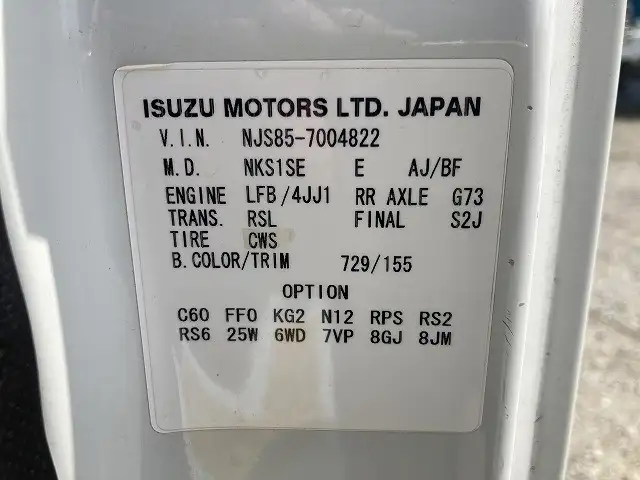 ISUZU MOTORS LTD. JAPAN
V.I.N. NJS85-7004822
M.D. NKS1SE E AJ/BF
ENGINE LFB/4JJ1 RR AXLE G73
TRANS. RSL FINAL S2J
TIRE CWS
B.COLOR/TRIM 729/155
OPTION
C60 FF0 KG2 N12 RPS RS2
RS6 25W 6WD 7VP 8GJ 8JM